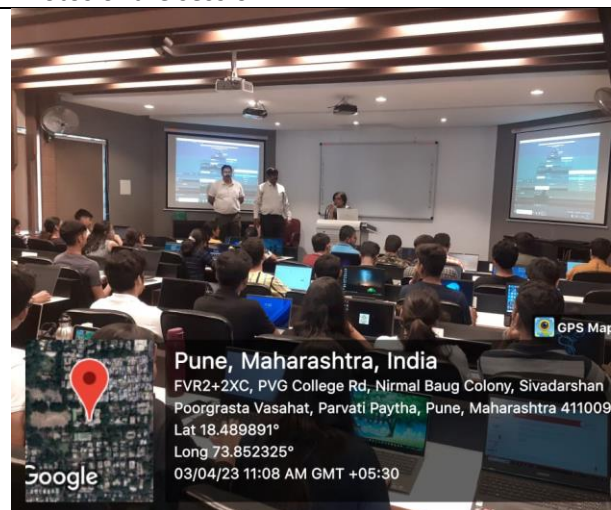 GPS Map
Pune, Maharashtra, India
FVR2+2XC, PVG College Rd, Nirmal Baug Colony, Sivadarshan
Poorgrasta Vasahat, Parvati Paytha, Pune, Maharashtra 411009
Lat 18.489891°
Long 73.852325°
03/04/23 11:08 AM GMT +05:30
Google